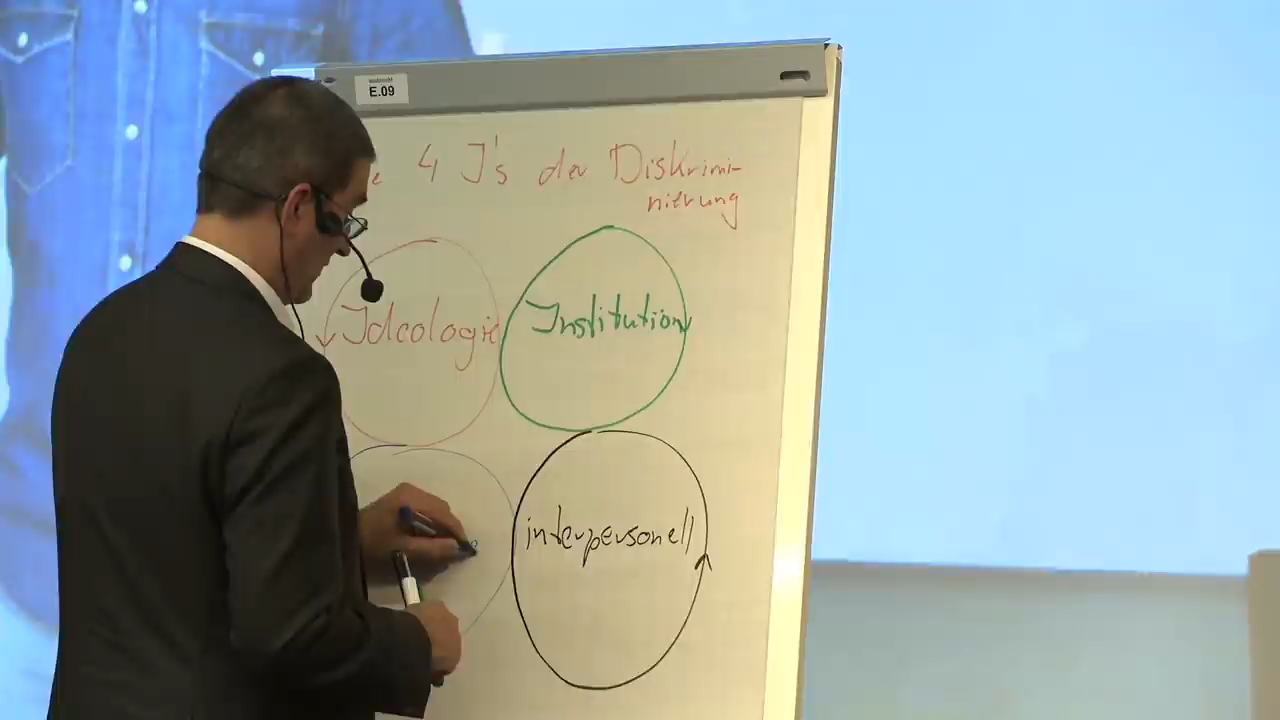 E.09
e 4 J's der Diskrimi-
nierung
Ideologie
Institution
interpersonell